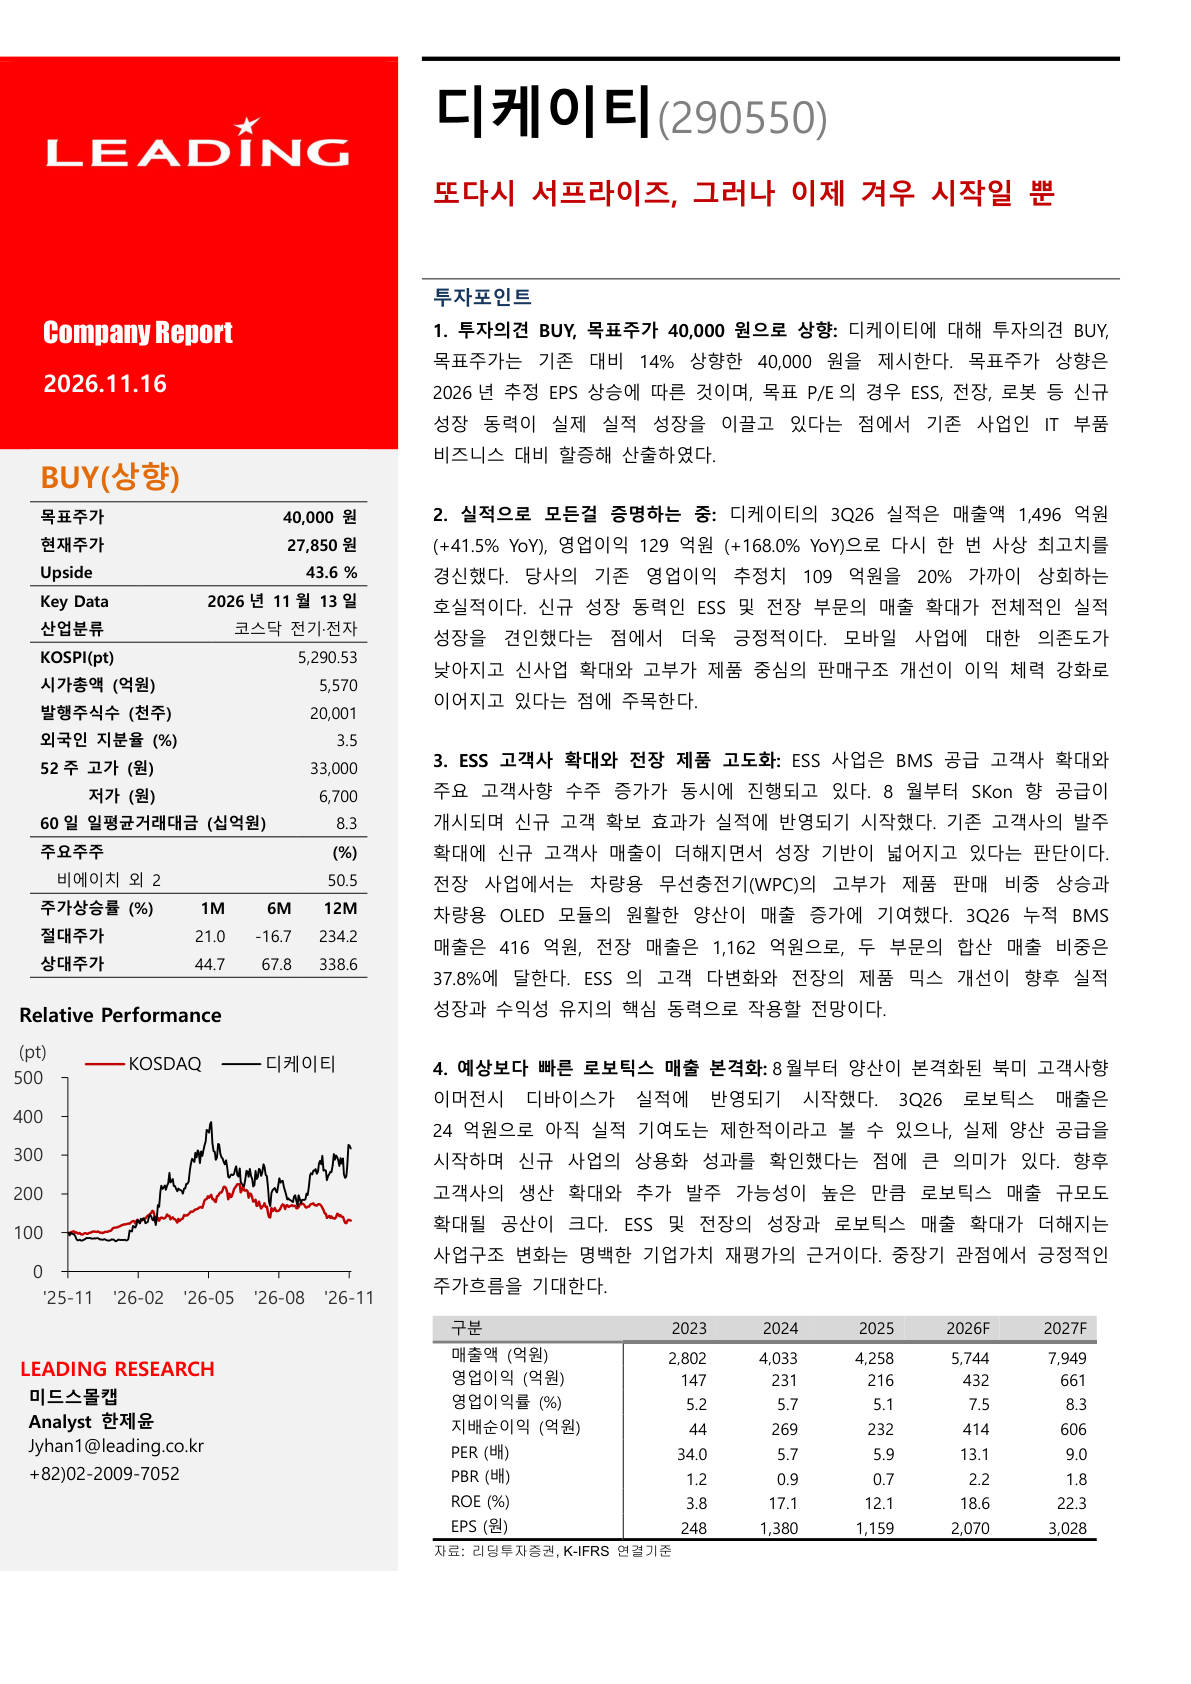 LEADING
Company Report
2026.11.16
BUY(상향)
목표주가 40,000 원
현재주가 27,850 원
Upside 43.6 %
Key Data 2026 년 11 월 13 일
산업분류 코스닥 전기·전자
KOSPI(pt) 5,290.53
시가총액 (억원) 5,570
발행주식수 (천주) 20,001
외국인 지분율 (%) 3.5
52 주 고가 (원) 33,000
저가 (원) 6,700
60 일 일평균거래대금 (십억원) 8.3
주요주주 (%)
비에이치 외 2 50.5
주가상승률 (%) 1M 6M 12M
절대주가 21.0 -16.7 234.2
상대주가 44.7 67.8 338.6
Relative Performance
(pt)
KOSDAQ 디케이티
500
400
300
200
100
0
'25-11 '26-02 '26-05 '26-08 '26-11
LEADING RESEARCH
미드스몰캡
Analyst 한제윤
Jyhan1@leading.co.kr
+82)02-2009-7052
디케이티(290550)
또다시 서프라이즈, 그러나 이제 겨우 시작일 뿐
투자포인트
1. 투자의견 BUY, 목표주가 40,000 원으로 상향: 디케이티에 대해 투자의견 BUY,
목표주가는 기존 대비 14% 상향한 40,000 원을 제시한다. 목표주가 상향은
2026 년 추정 EPS 상승에 따른 것이며, 목표 P/E 의 경우 ESS, 전장, 로봇 등 신규
성장 동력이 실제 실적 성장을 이끌고 있다는 점에서 기존 사업인 IT 부품
비즈니스 대비 할증해 산출하였다.
2. 실적으로 모든걸 증명하는 중: 디케이티의 3Q26 실적은 매출액 1,496 억원
(+41.5% YoY), 영업이익 129 억원 (+168.0% YoY)으로 다시 한 번 사상 최고치를
경신했다. 당사의 기존 영업이익 추정치 109 억원을 20% 가까이 상회하는
호실적이다. 신규 성장 동력인 ESS 및 전장 부문의 매출 확대가 전체적인 실적
성장을 견인했다는 점에서 더욱 긍정적이다. 모바일 사업에 대한 의존도가
낮아지고 신사업 확대와 고부가 제품 중심의 판매구조 개선이 이익 체력 강화로
이어지고 있다는 점에 주목한다.
3. ESS 고객사 확대와 전장 제품 고도화: ESS 사업은 BMS 공급 고객사 확대와
주요 고객사향 수주 증가가 동시에 진행되고 있다. 8 월부터 SKon 향 공급이
개시되며 신규 고객 확보 효과가 실적에 반영되기 시작했다. 기존 고객사의 발주
확대에 신규 고객사 매출이 더해지면서 성장 기반이 넓어지고 있다는 판단이다.
전장 사업에서는 차량용 무선충전기(WPC)의 고부가 제품 판매 비중 상승과
차량용 OLED 모듈의 원활한 양산이 매출 증가에 기여했다. 3Q26 누적 BMS
매출은 416 억원, 전장 매출은 1,162 억원으로, 두 부문의 합산 매출 비중은
37.8%에 달한다. ESS 의 고객 다변화와 전장의 제품 믹스 개선이 향후 실적
성장과 수익성 유지의 핵심 동력으로 작용할 전망이다.
4. 예상보다 빠른 로보틱스 매출 본격화: 8 월부터 양산이 본격화된 북미 고객사향
이머전시 디바이스가 실적에 반영되기 시작했다. 3Q26 로보틱스 매출은
24 억원으로 아직 실적 기여도는 제한적이라고 볼 수 있으나, 실제 양산 공급을
시작하며 신규 사업의 상용화 성과를 확인했다는 점에 큰 의미가 있다. 향후
고객사의 생산 확대와 추가 발주 가능성이 높은 만큼 로보틱스 매출 규모도
확대될 공산이 크다. ESS 및 전장의 성장과 로보틱스 매출 확대가 더해지는
사업구조 변화는 명백한 기업가치 재평가의 근거이다. 중장기 관점에서 긍정적인
주가흐름을 기대한다.
구분 2023 2024 2025 2026F 2027F
매출액 (억원) 2,802 4,033 4,258 5,744 7,949
영업이익 (억원) 147 231 216 432 661
영업이익률 (%) 5.2 5.7 5.1 7.5 8.3
지배순이익 (억원) 44 269 232 414 606
PER (배) 34.0 5.7 5.9 13.1 9.0
PBR (배) 1.2 0.9 0.7 2.2 1.8
ROE (%) 3.8 17.1 12.1 18.6 22.3
EPS (원) 248 1,380 1,159 2,070 3,028
자료: 리딩투자증권, K-IFRS 연결기준